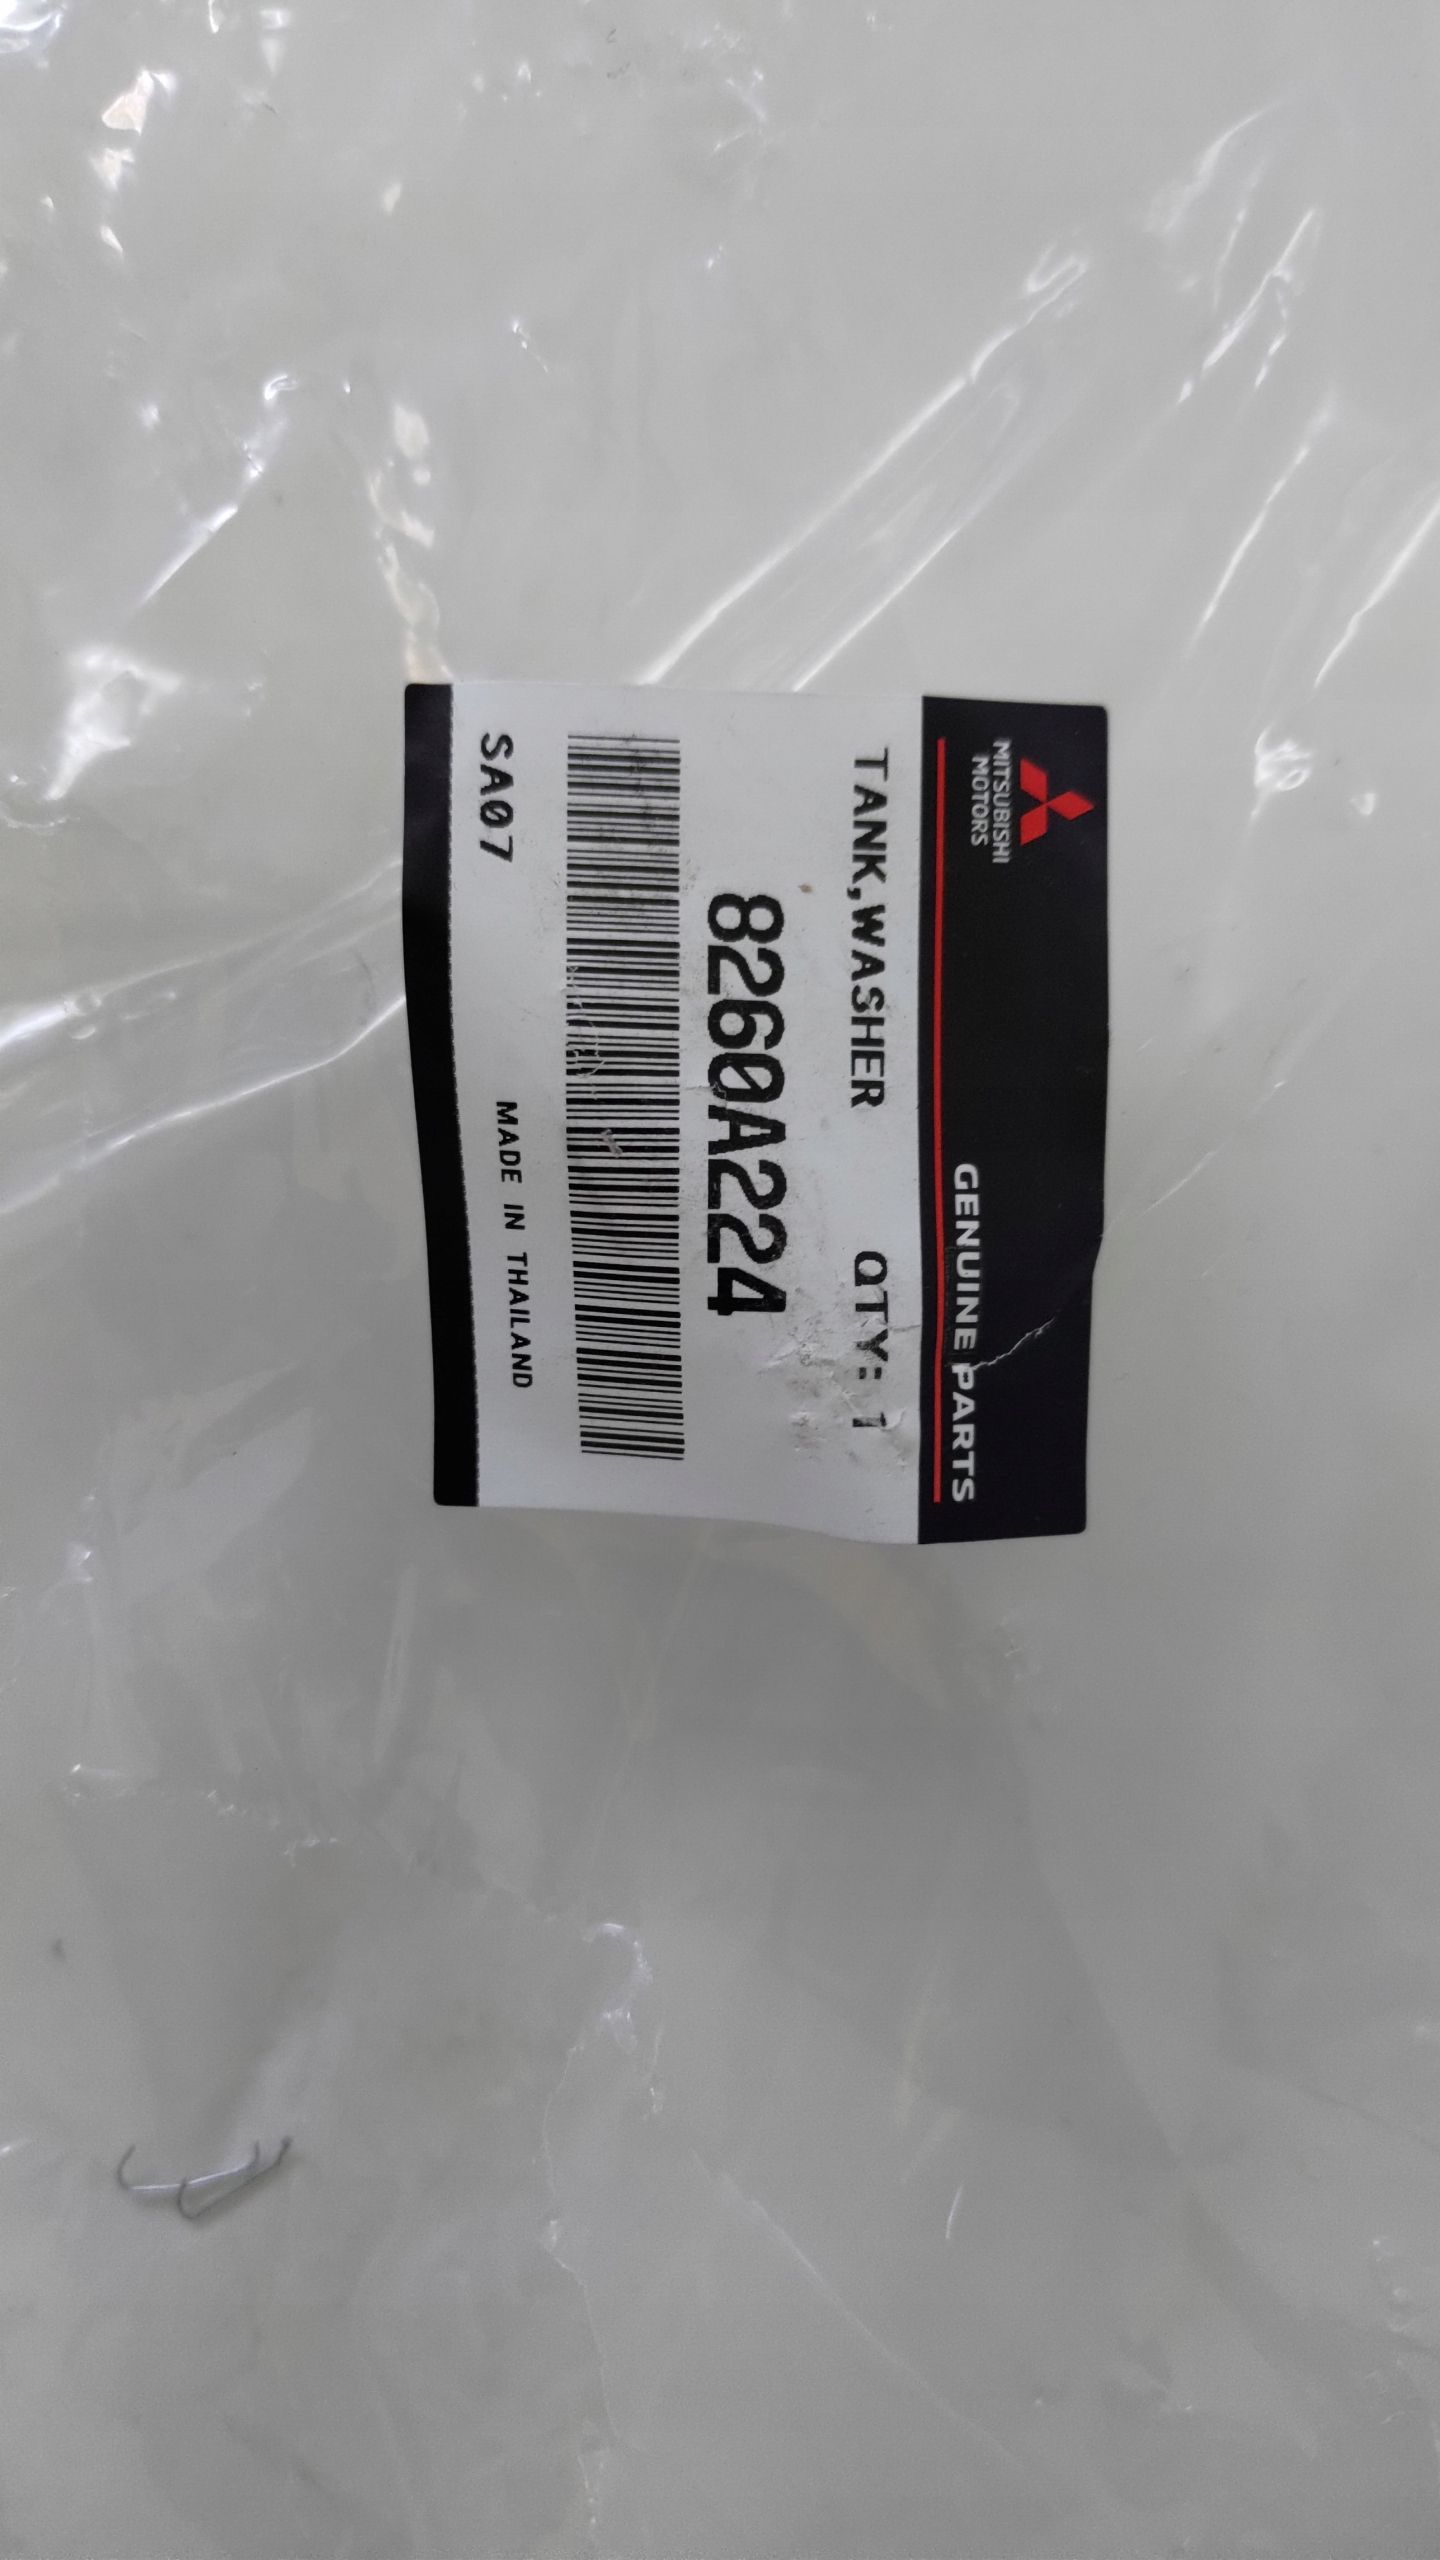 MITSUBISHI
MOTORS
GENUINE PARTS
TANK,WASHER QTY: 1
8260A224
SA07 MADE IN THAILAND